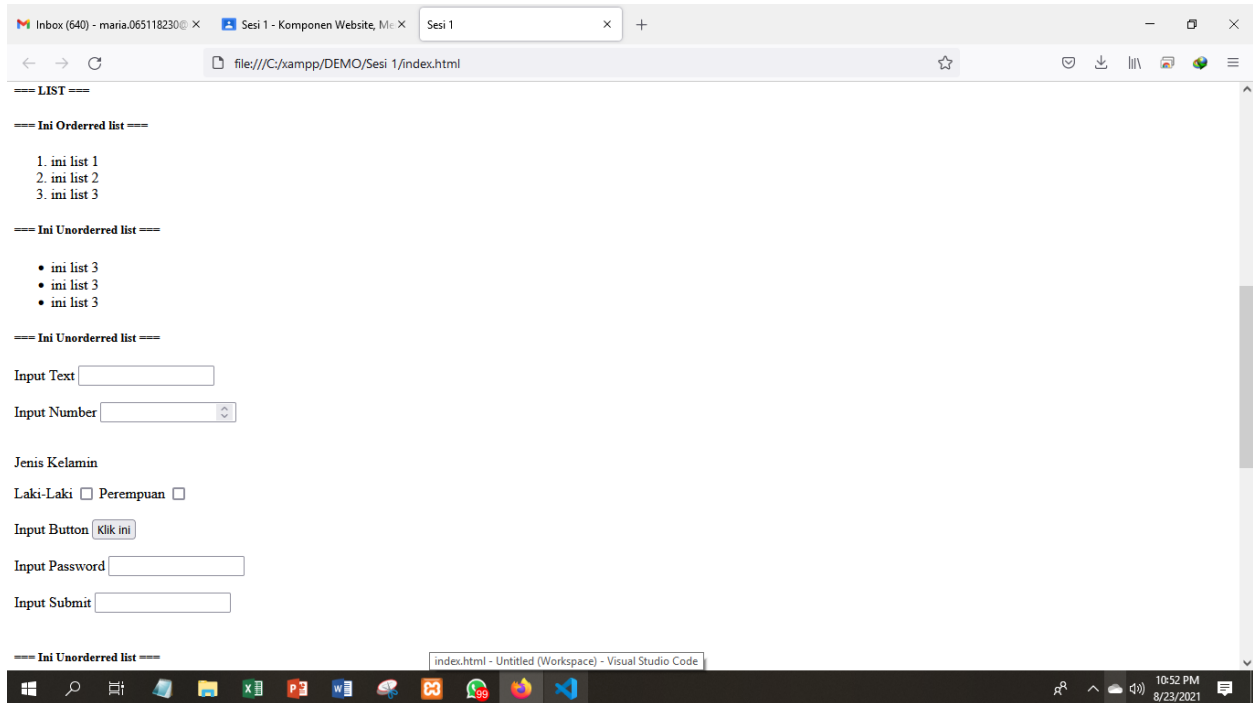 Inbox (640) - maria.065118230@
Sesi 1 - Komponen Website, Me
Sesi 1
file:///C:/xampp/DEMO/Sesi 1/index.html
=== LIST ===
=== Ini Orderred list ===
1. ini list 1
2. ini list 2
3. ini list 3
=== Ini Unorderred list ===
• ini list 3
• ini list 3
• ini list 3
=== Ini Unorderred list ===
Input Text
Input Number
Jenis Kelamin
Laki-Laki Perempuan
Input Button Klik ini
Input Password
Input Submit
=== Ini Unorderred list ===
index.html - Untitled (Workspace) - Visual Studio Code
99
10:52 PM
8/23/2021